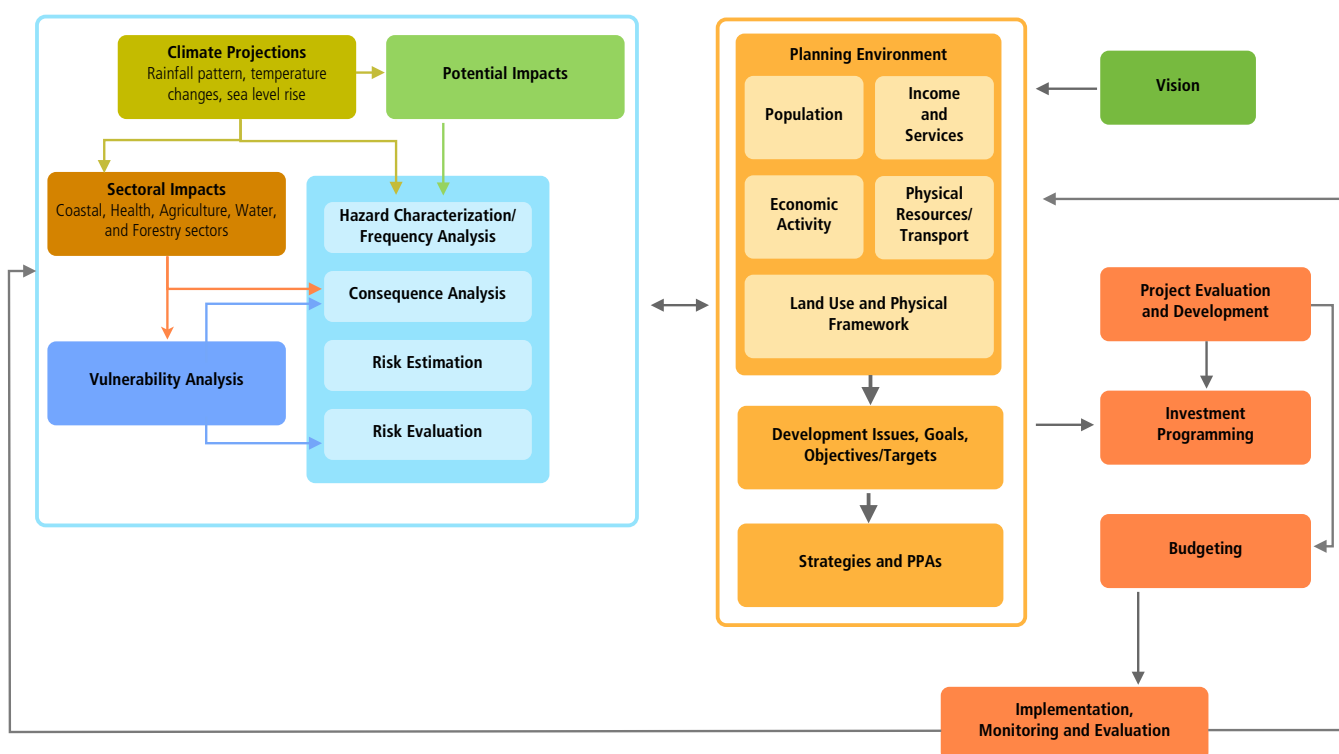 Climate Projections
Rainfall pattern, temperature
changes, sea level rise
Potential Impacts
Sectoral Impacts
Coastal, Health, Agriculture, Water,
and Forestry sectors
Hazard Characterization/
Frequency Analysis
Consequence Analysis
Vulnerability Analysis
Risk Estimation
Risk Evaluation
Planning Environment
Population
Income
and
Services
Economic
Activity
Physical
Resources/
Transport
Land Use and Physical
Framework
Development Issues, Goals,
Objectives/Targets
Strategies and PPAs
Vision
Project Evaluation
and Development
Investment
Programming
Budgeting
Implementation,
Monitoring and Evaluation